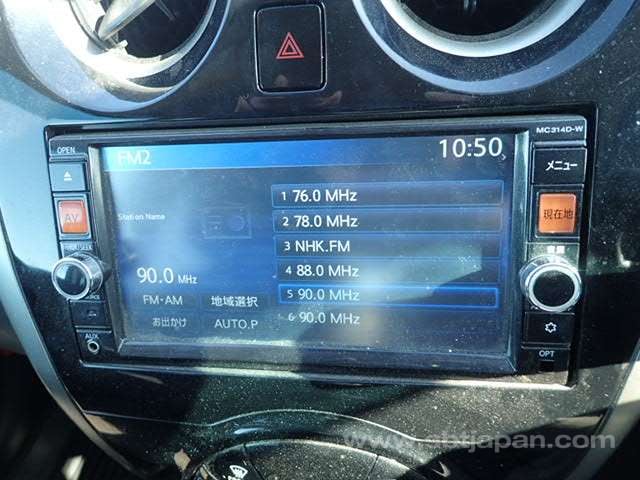 MC314D-W
OPEN
FM2
10:50
メニュー
AV
現在地
Station Name
1 76.0 MHz
2 78.0 MHz
3 NHK.FM
4 88.0 MHz
5 90.0 MHz
6 90.0 MHz
90.0 MHz
FM・AM
地域選択
お出かけ
AUTO.P
AUX
OPT
www.sbtjapan.com